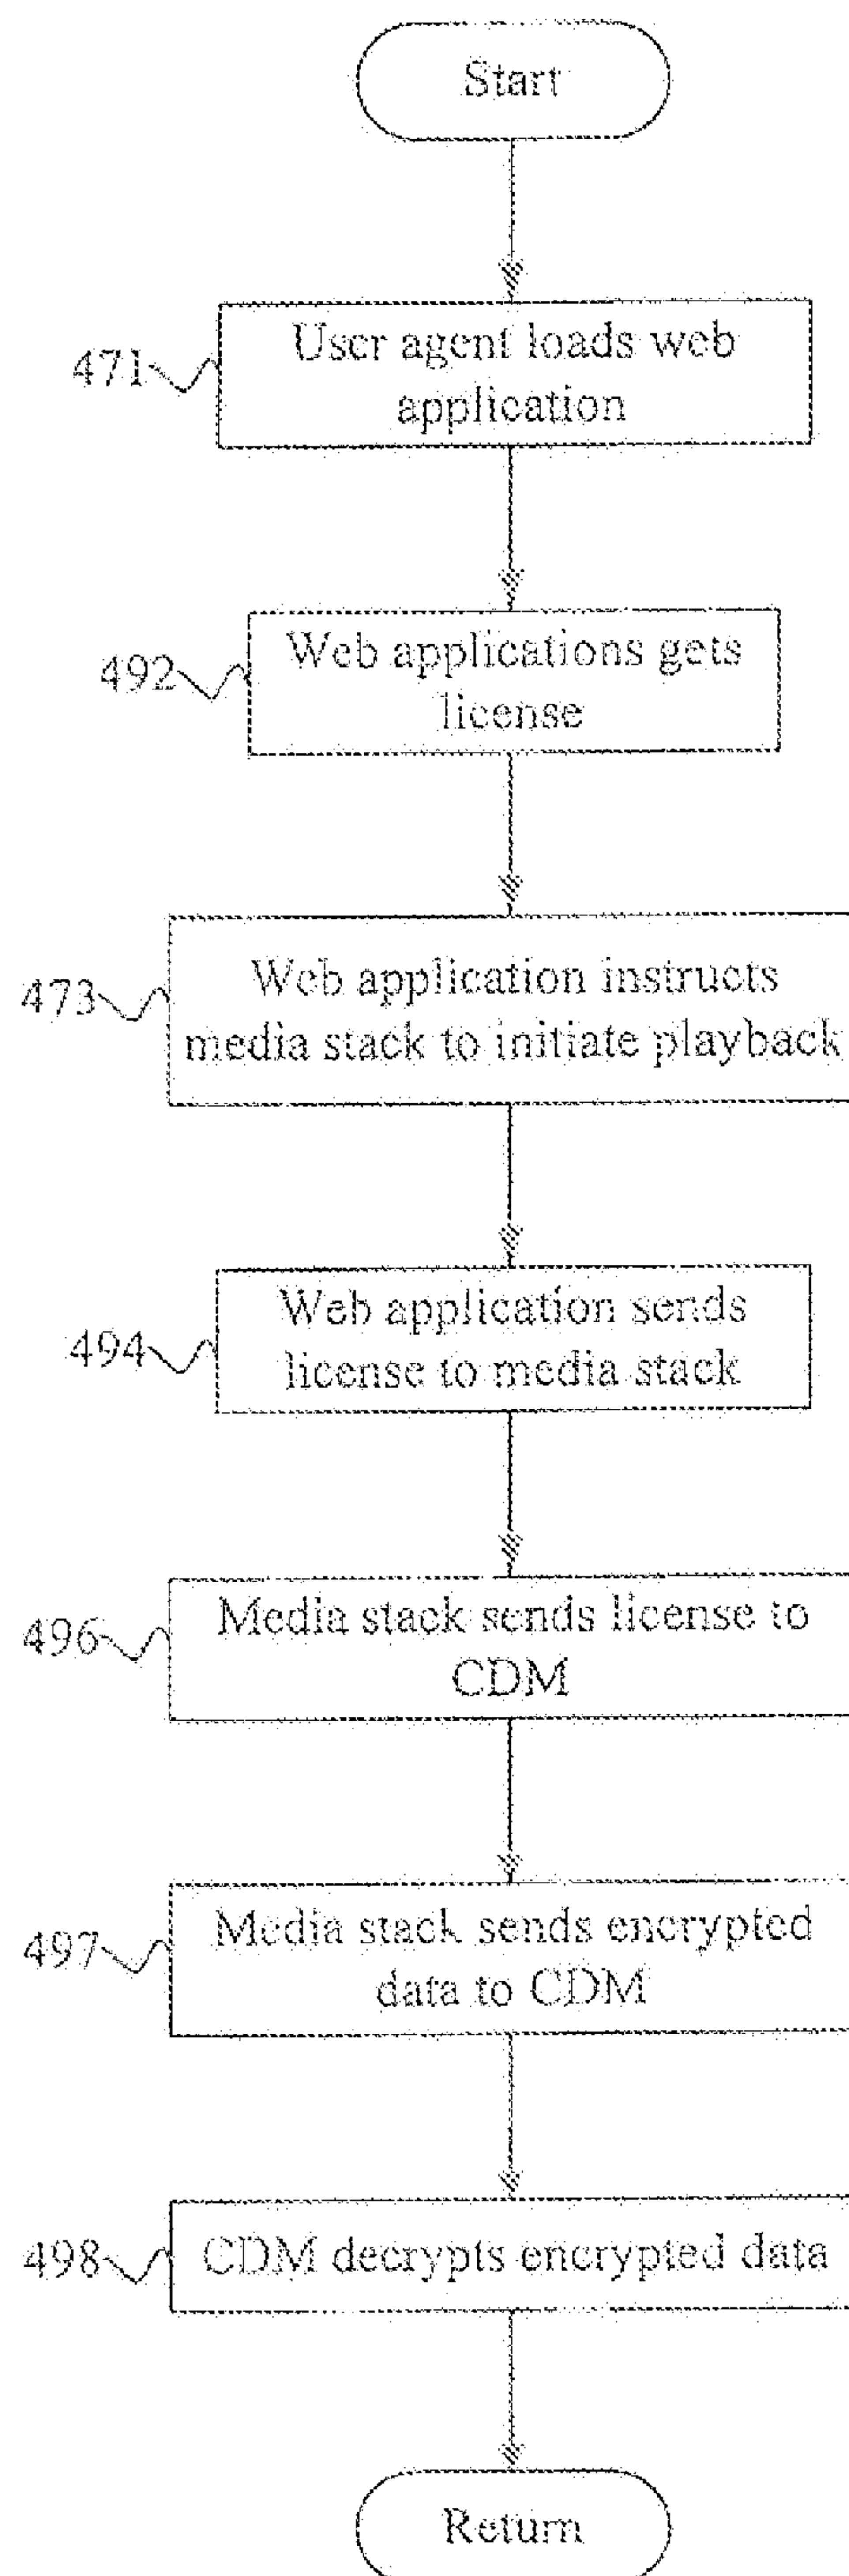 Start
471
User agent loads web
application
492
Web applications gets
license
473
Web application instructs
media stack to initiate playback
494
Web application sends
license to media stack
496
Media stack sends license to
CDM
497
Media stack sends encrypted
data to CDM
498
CDM decrypts encrypted data
Return